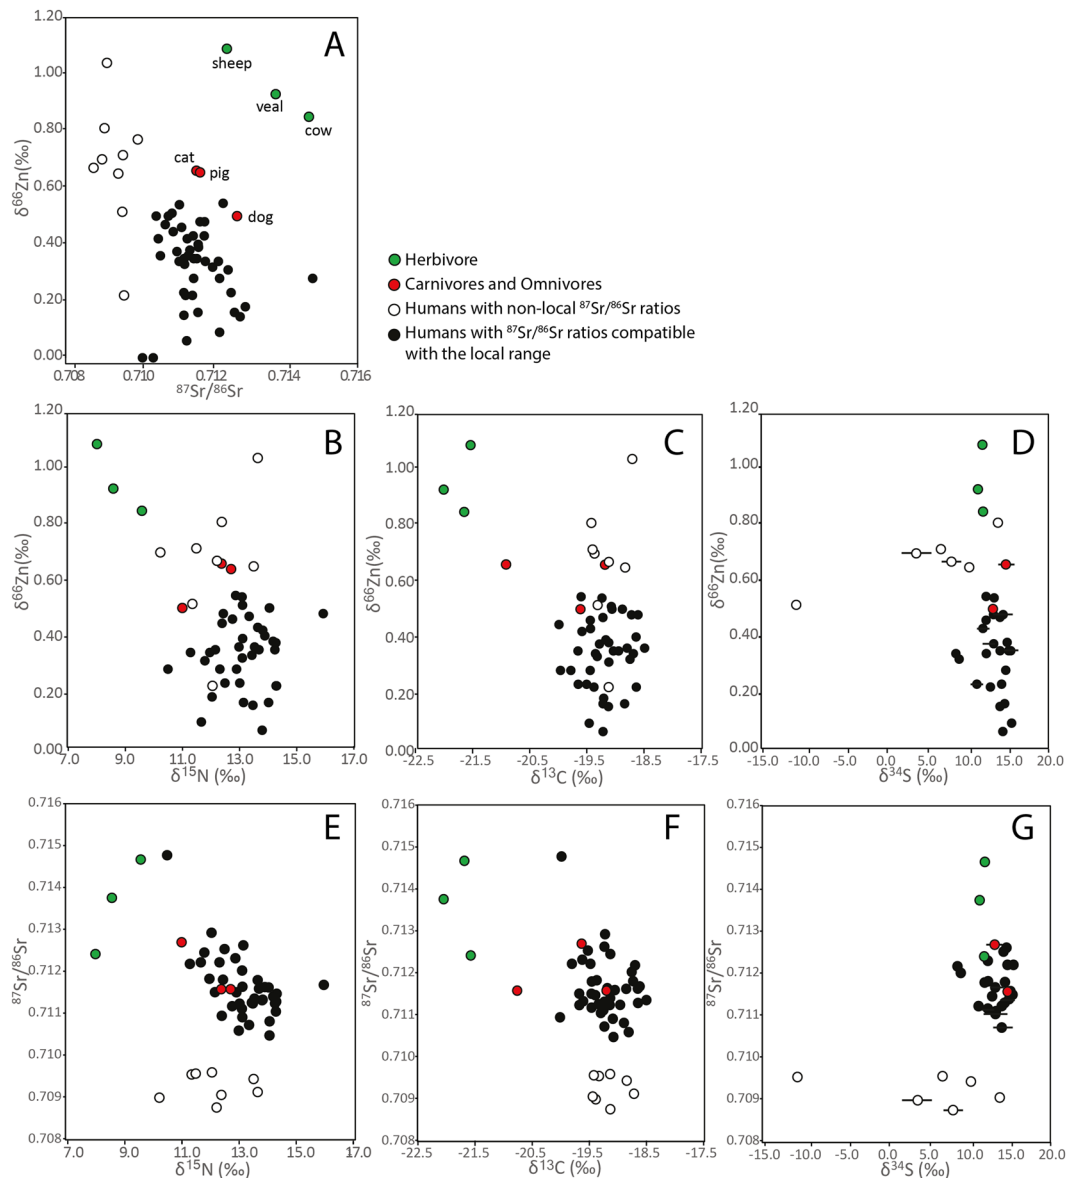 A
1.20
1.00
0.80
0.60
0.40
0.20
0.00
δ⁶⁶Zn(‰)
sheep
veal
cow
cat
pig
dog
0.708 0.710 0.712 0.714 0.716
⁸⁷Sr/⁸⁶Sr
Herbivore
Carnivores and Omnivores
Humans with non-local ⁸⁷Sr/⁸⁶Sr ratios
Humans with ⁸⁷Sr/⁸⁶Sr ratios compatible
with the local range
B
1.20
1.00
0.80
0.60
0.40
0.20
0.00
δ⁶⁶Zn(‰)
7.0 9.0 11.0 13.0 15.0 17.0
δ¹⁵N (‰)
C
1.20
1.00
0.80
0.60
0.40
0.20
0.00
δ⁶⁶Zn(‰)
-22.5 -21.5 -20.5 -19.5 -18.5 -17.5
δ¹³C (‰)
D
1.20
1.00
0.80
0.60
0.40
0.20
0.00
δ⁶⁶Zn(‰)
-15.0 -10.0 -5.0 0.0 5.0 10.0 15.0 20.0
δ³⁴S (‰)
E
0.716
0.715
0.714
0.713
0.712
0.711
0.710
0.709
0.708
⁸⁷Sr/⁸⁶Sr
7.0 9.0 11.0 13.0 15.0 17.0
δ¹⁵N (‰)
F
0.716
0.715
0.714
0.713
0.712
0.711
0.710
0.709
0.708
⁸⁷Sr/⁸⁶Sr
-22.5 -21.5 -20.5 -19.5 -18.5 -17.5
δ¹³C (‰)
G
0.716
0.715
0.714
0.713
0.712
0.711
0.710
0.709
0.708
⁸⁷Sr/⁸⁶Sr
-15.0 -10.0 -5.0 0.0 5.0 10.0 15.0 20.0
δ³⁴S (‰)